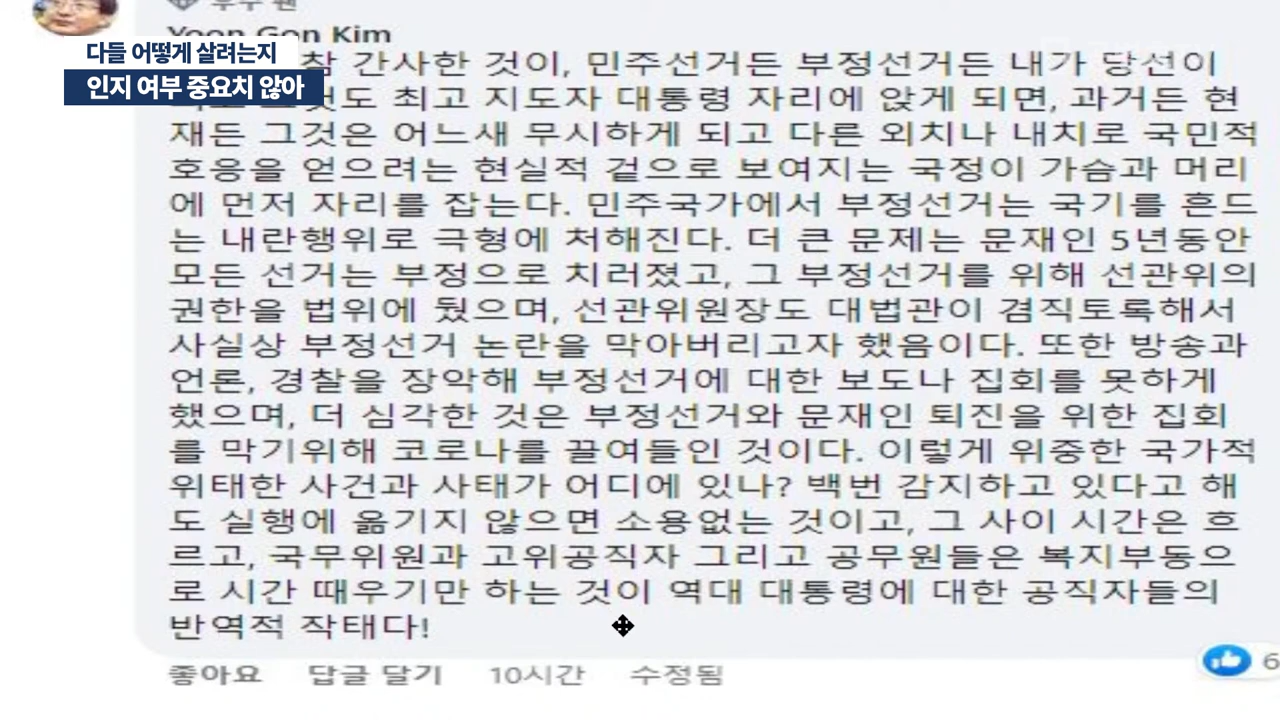 우수 팬
Yoon Gon Kim
다들 어떻게 살려는지
인지 여부 중요치 않아
참 간사한 것이, 민주선거든 부정선거든 내가 당선이
최고 지도자 대통령 자리에 앉게 되면, 과거든 현
재든 그것은 어느새 무시하게 되고 다른 외치나 내치로 국민적
호응을 얻으려는 현실적 겉으로 보여지는 국정이 가슴과 머리
에 먼저 자리를 잡는다. 민주국가에서 부정선거는 국기를 흔드
는 내란행위로 극형에 처해진다. 더 큰 문제는 문재인 5년동안
모든 선거는 부정으로 치러졌고, 그 부정선거를 위해 선관위의
권한을 법위에 뒀으며, 선관위원장도 대법관이 겸직토록해서
사실상 부정선거 논란을 막아버리고자 했음이다. 또한 방송과
언론, 경찰을 장악해 부정선거에 대한 보도나 집회를 못하게
했으며, 더 심각한 것은 부정선거와 문재인 퇴진을 위한 집회
를 막기위해 코로나를 끌여들인 것이다. 이렇게 위중한 국가적
위태한 사건과 사태가 어디에 있나? 백번 감지하고 있다고 해
도 실행에 옮기지 않으면 소용없는 것이고, 그 사이 시간은 흐
르고, 국무위원과 고위공직자 그리고 공무원들은 복지부동으
로 시간 때우기만 하는 것이 역대 대통령에 대한 공직자들의
반역적 작태다!
좋아요 답글 달기 10시간 수정됨 6